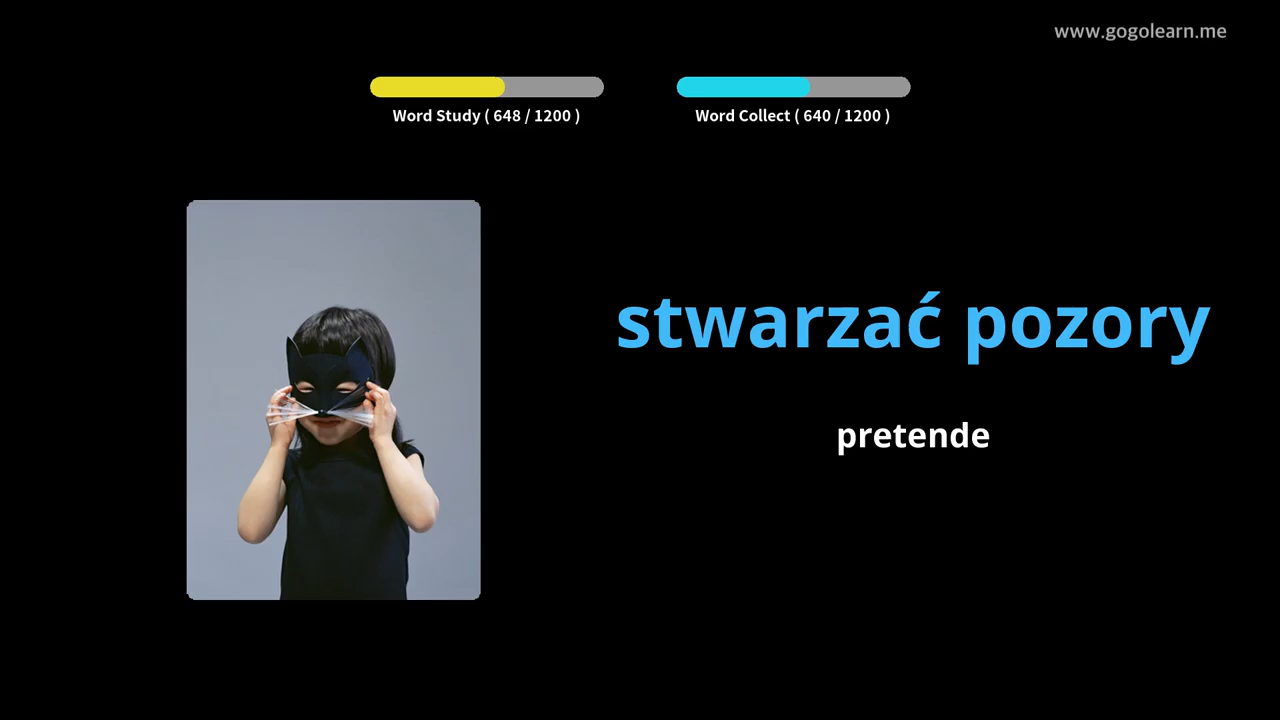 www.gogolearn.me
Word Study ( 648 / 1200 )
Word Collect ( 640 / 1200 )
stwarzać pozory
pretende